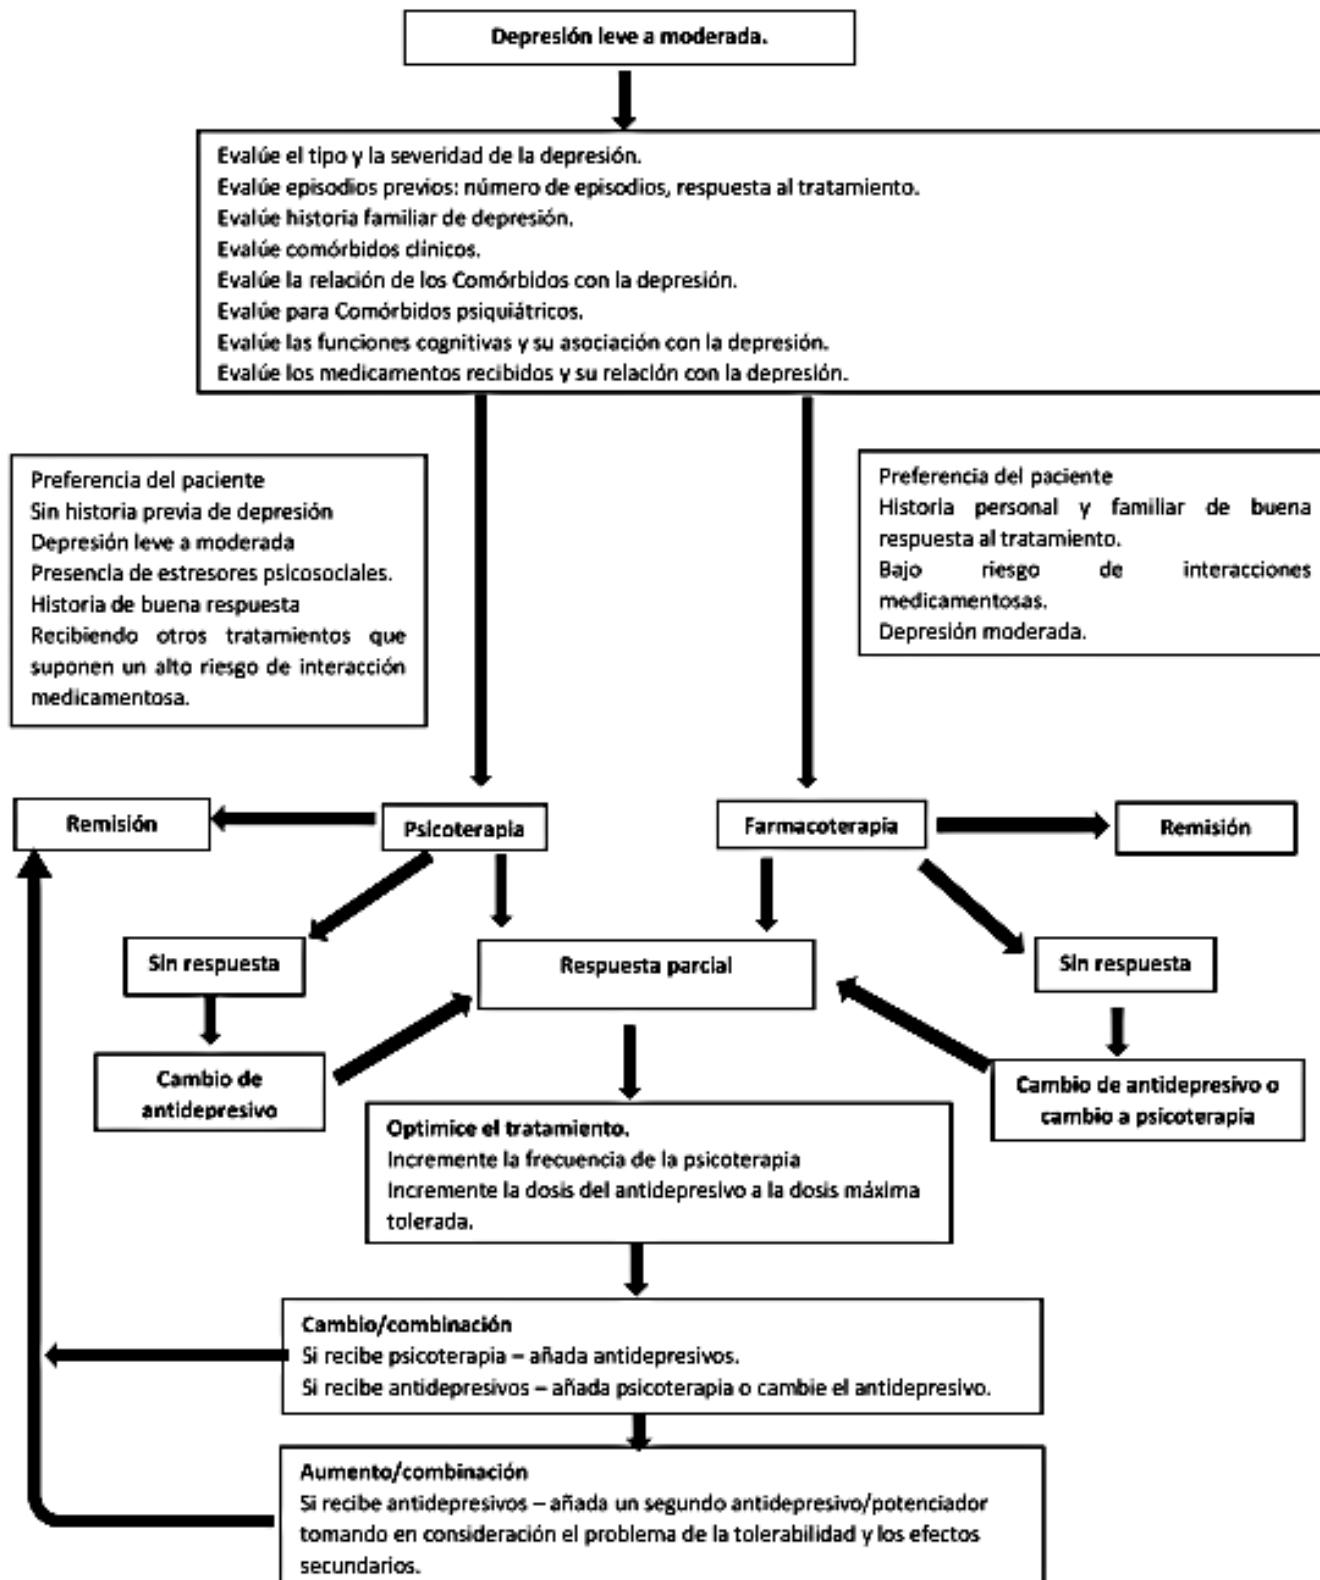 Depresión leve a moderada.
Evalúe el tipo y la severidad de la depresión.
Evalúe episodios previos: número de episodios, respuesta al tratamiento.
Evalúe historia familiar de depresión.
Evalúe comórbidos clínicos.
Evalúe la relación de los Comórbidos con la depresión.
Evalúe para Comórbidos psiquiátricos.
Evalúe las funciones cognitivas y su asociación con la depresión.
Evalúe los medicamentos recibidos y su relación con la depresión.
Preferencia del paciente
Sin historia previa de depresión
Depresión leve a moderada
Presencia de estresores psicosociales.
Historia de buena respuesta
Recibiendo otros tratamientos que
suponen un alto riesgo de interacción
medicamentosa.
Preferencia del paciente
Historia personal y familiar de buena
respuesta al tratamiento.
Bajo riesgo de interacciones
medicamentosas.
Depresión moderada.
Remisión
Psicoterapia
Farmacoterapia
Remisión
Sin respuesta
Respuesta parcial
Sin respuesta
Cambio de
antidepresivo
Cambio de antidepresivo o
cambio a psicoterapia
Optimice el tratamiento.
Incremente la frecuencia de la psicoterapia
Incremente la dosis del antidepresivo a la dosis máxima
tolerada.
Cambio/combinación
Si recibe psicoterapia – añada antidepresivos.
Si recibe antidepresivos – añada psicoterapia o cambie el antidepresivo.
Aumento/combinación
Si recibe antidepresivos – añada un segundo antidepresivo/potenciador
tomando en consideración el problema de la tolerabilidad y los efectos
secundarios.